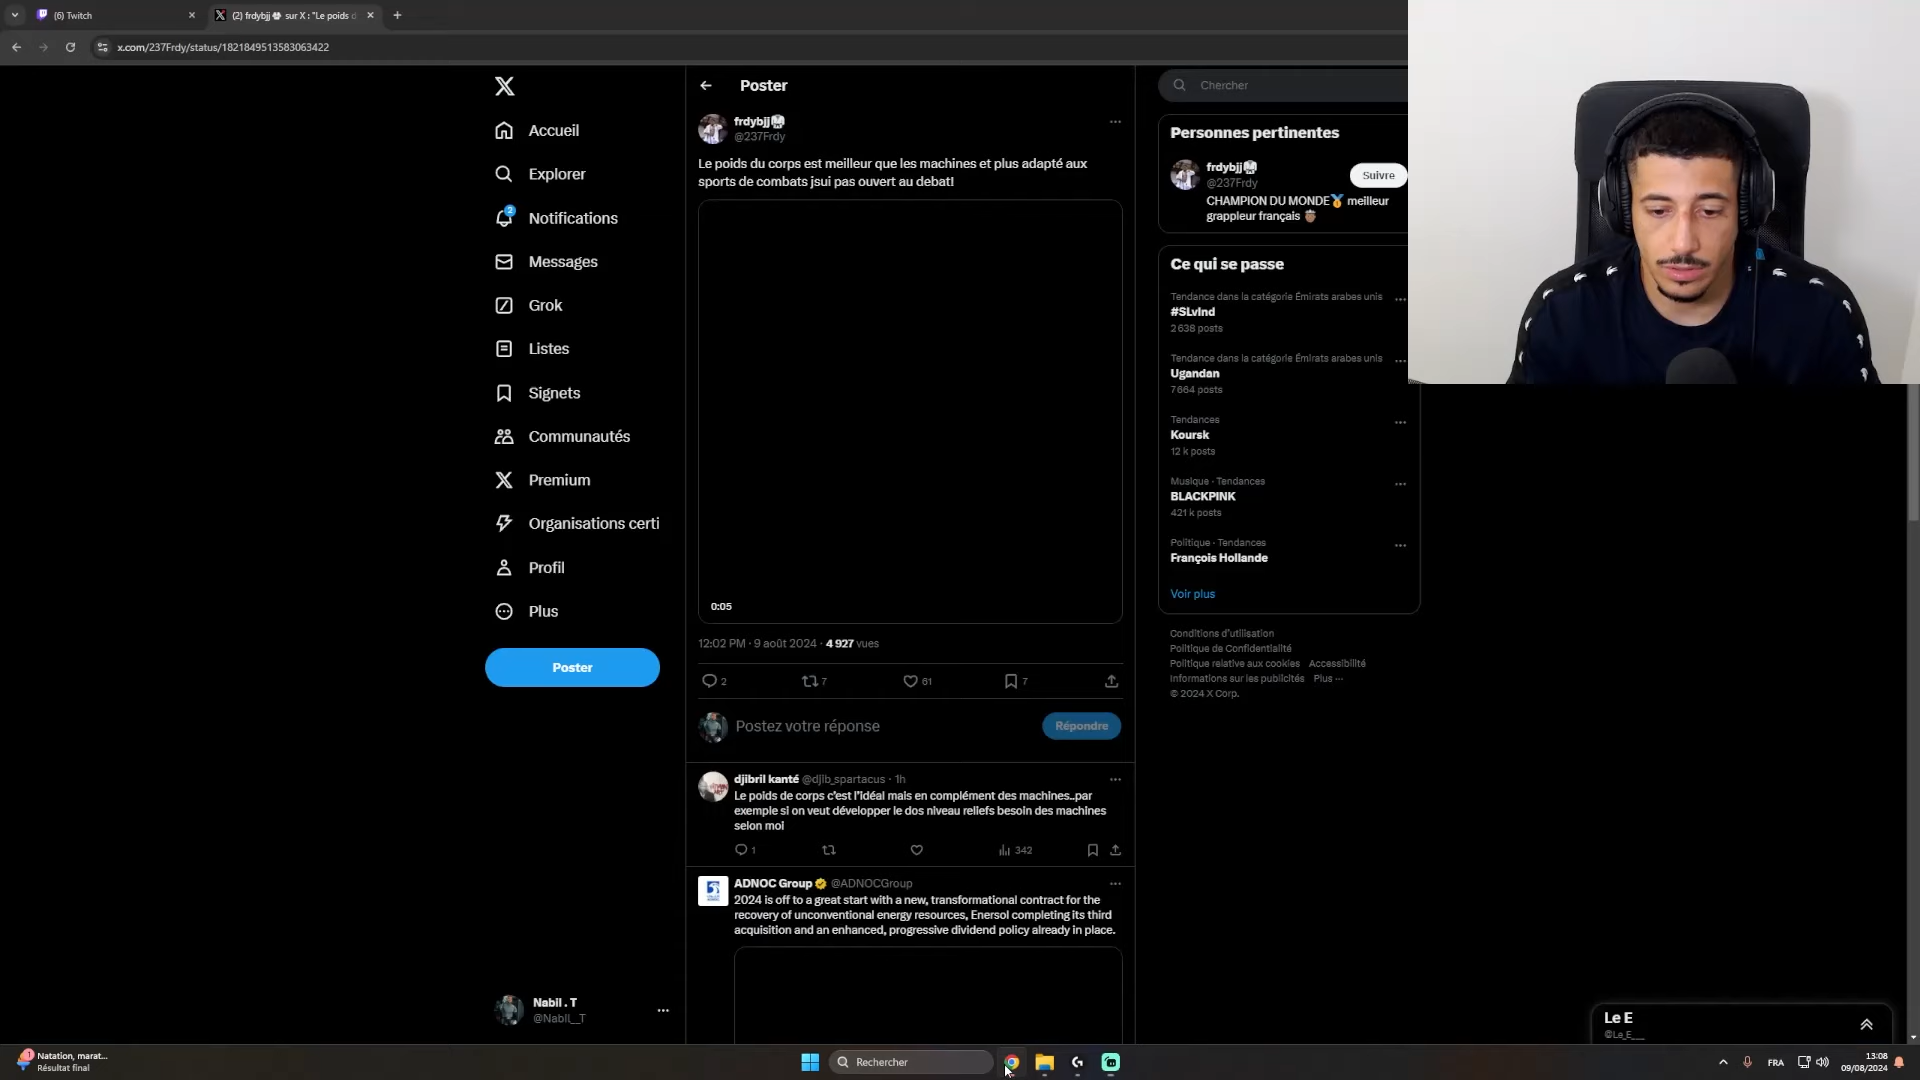 (6) Twitch
(2) frdybjj sur X : "Le poids d
x.com/237Frdy/status/1821849513583063422
Poster
Chercher
Accueil
Explorer
2
Notifications
Messages
Grok
Listes
Signets
Communautés
Premium
Organisations certi
Profil
Plus
Poster
Nabil . T
@Nabil__T
frdybjj
@237Frdy
Le poids du corps est meilleur que les machines et plus adapté aux
sports de combats jsui pas ouvert au debat!
0:05
12:02 PM · 9 août 2024 · 4 927 vues
2 7 61 7
Postez votre réponse
Répondre
djibril kanté @djib_spartacus · 1h
Le poids de corps c'est l'idéal mais en complément des machines..par
exemple si on veut développer le dos niveau reliefs besoin des machines
selon moi
1 342
ADNOC Group @ADNOCGroup
2024 is off to a great start with a new, transformational contract for the
recovery of unconventional energy resources, Enersol completing its third
acquisition and an enhanced, progressive dividend policy already in place.
Personnes pertinentes
frdybjj
@237Frdy
Suivre
CHAMPION DU MONDE meilleur
grappleur français
Ce qui se passe
Tendance dans la catégorie Émirats arabes unis
#SLvInd
2 638 posts
Tendance dans la catégorie Émirats arabes unis
Ugandan
7 664 posts
Tendances
Koursk
12 k posts
Musique · Tendances
BLACKPINK
421 k posts
Politique · Tendances
François Hollande
Voir plus
Conditions d'utilisation
Politique de Confidentialité
Politique relative aux cookies Accessibilité
Informations sur les publicités Plus ···
© 2024 X Corp.
Le E
@Le_E___
1
Natation, marat...
Résultat final
Rechercher
FRA
13:08
09/08/2024